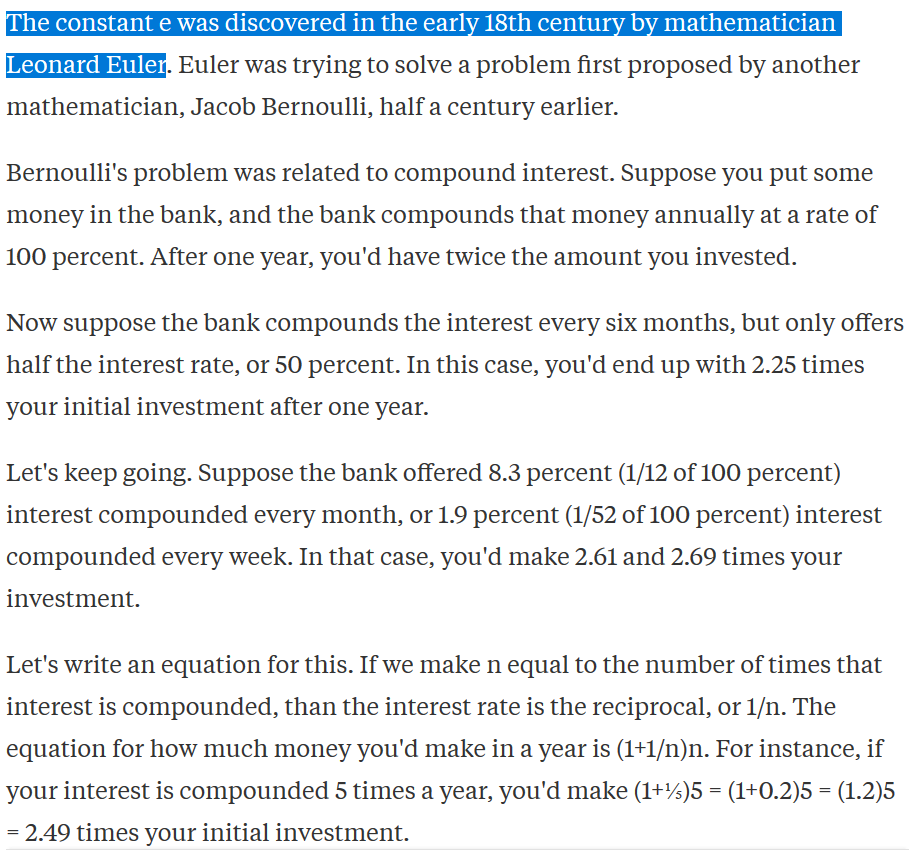 The constant e was discovered in the early 18th century by mathematician
Leonard Euler. Euler was trying to solve a problem first proposed by another
mathematician, Jacob Bernoulli, half a century earlier.
Bernoulli's problem was related to compound interest. Suppose you put some
money in the bank, and the bank compounds that money annually at a rate of
100 percent. After one year, you'd have twice the amount you invested.
Now suppose the bank compounds the interest every six months, but only offers
half the interest rate, or 50 percent. In this case, you'd end up with 2.25 times
your initial investment after one year.
Let's keep going. Suppose the bank offered 8.3 percent (1/12 of 100 percent)
interest compounded every month, or 1.9 percent (1/52 of 100 percent) interest
compounded every week. In that case, you'd make 2.61 and 2.69 times your
investment.
Let's write an equation for this. If we make n equal to the number of times that
interest is compounded, than the interest rate is the reciprocal, or 1/n. The
equation for how much money you'd make in a year is (1+1/n)n. For instance, if
your interest is compounded 5 times a year, you'd make (1+⅕)5 = (1+0.2)5 = (1.2)5
= 2.49 times your initial investment.